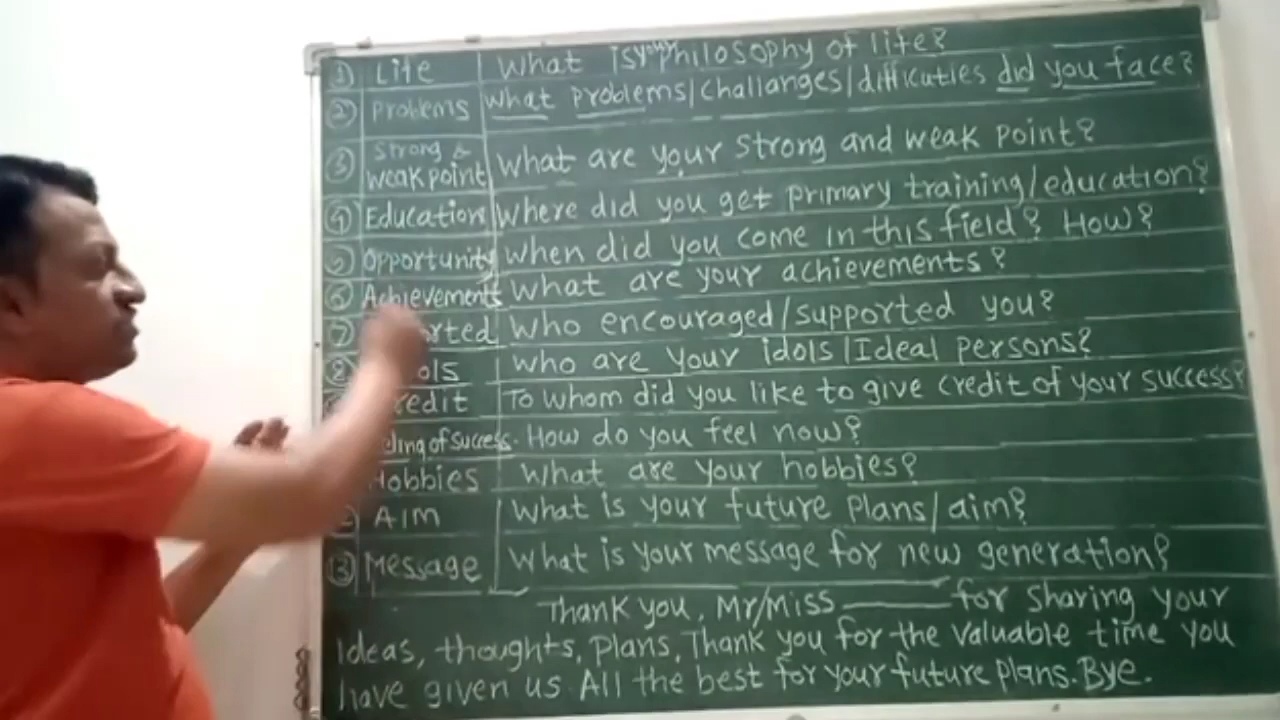 ① Life What is your philosophy of life?
② Problems What problems/challanges/difficuties did you face?
③ Strong & weak point What are your strong and weak point?
④ Education Where did you get primary training/education?
⑤ Opportunity When did you come in this field? How?
⑥ Achievements What are your achievements?
⑦ Who encouraged/supported you?
⑧ Who are your idols/Ideal persons?
To whom did you like to give credit of your success?
of success. How do you feel now?
Hobbies What are your hobbies?
Aim What is your future plans/aim?
⑬ Message What is your message for new generation?
Thank you, Mr/Miss ______ for sharing your
Ideas, thoughts, plans, Thank you for the valuable time you
have given us. All the best for your future plans. Bye.